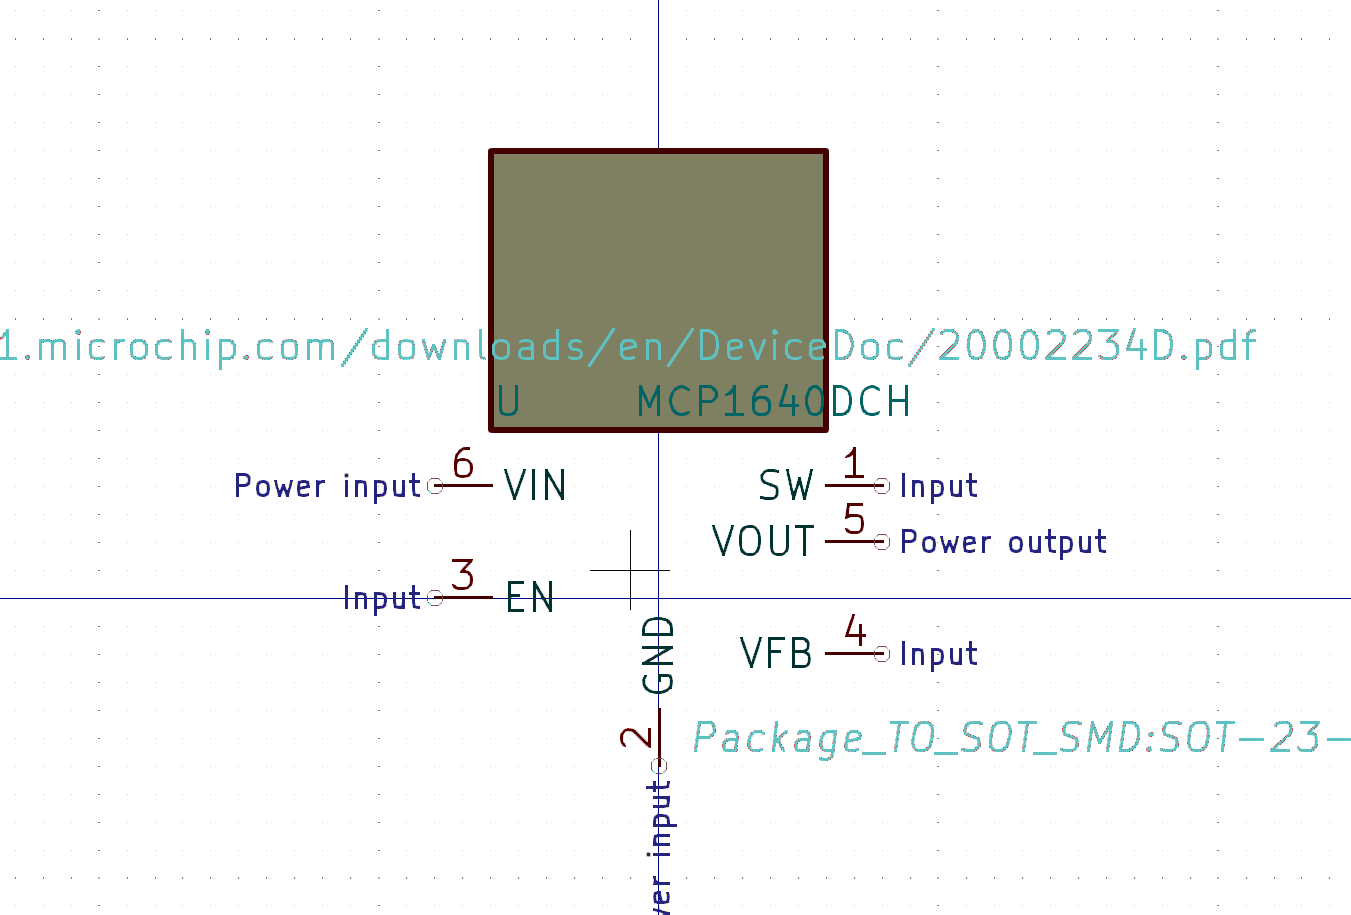 1.microchip.com/downloads/en/DeviceDoc/20002234D.pdf
U MCP1640DCH
Power input 6 VIN
SW 1 Input
VOUT 5 Power output
Input 3 EN
GND
VFB 4 Input
2
Package_TO_SOT_SMD:SOT-23-
wer input